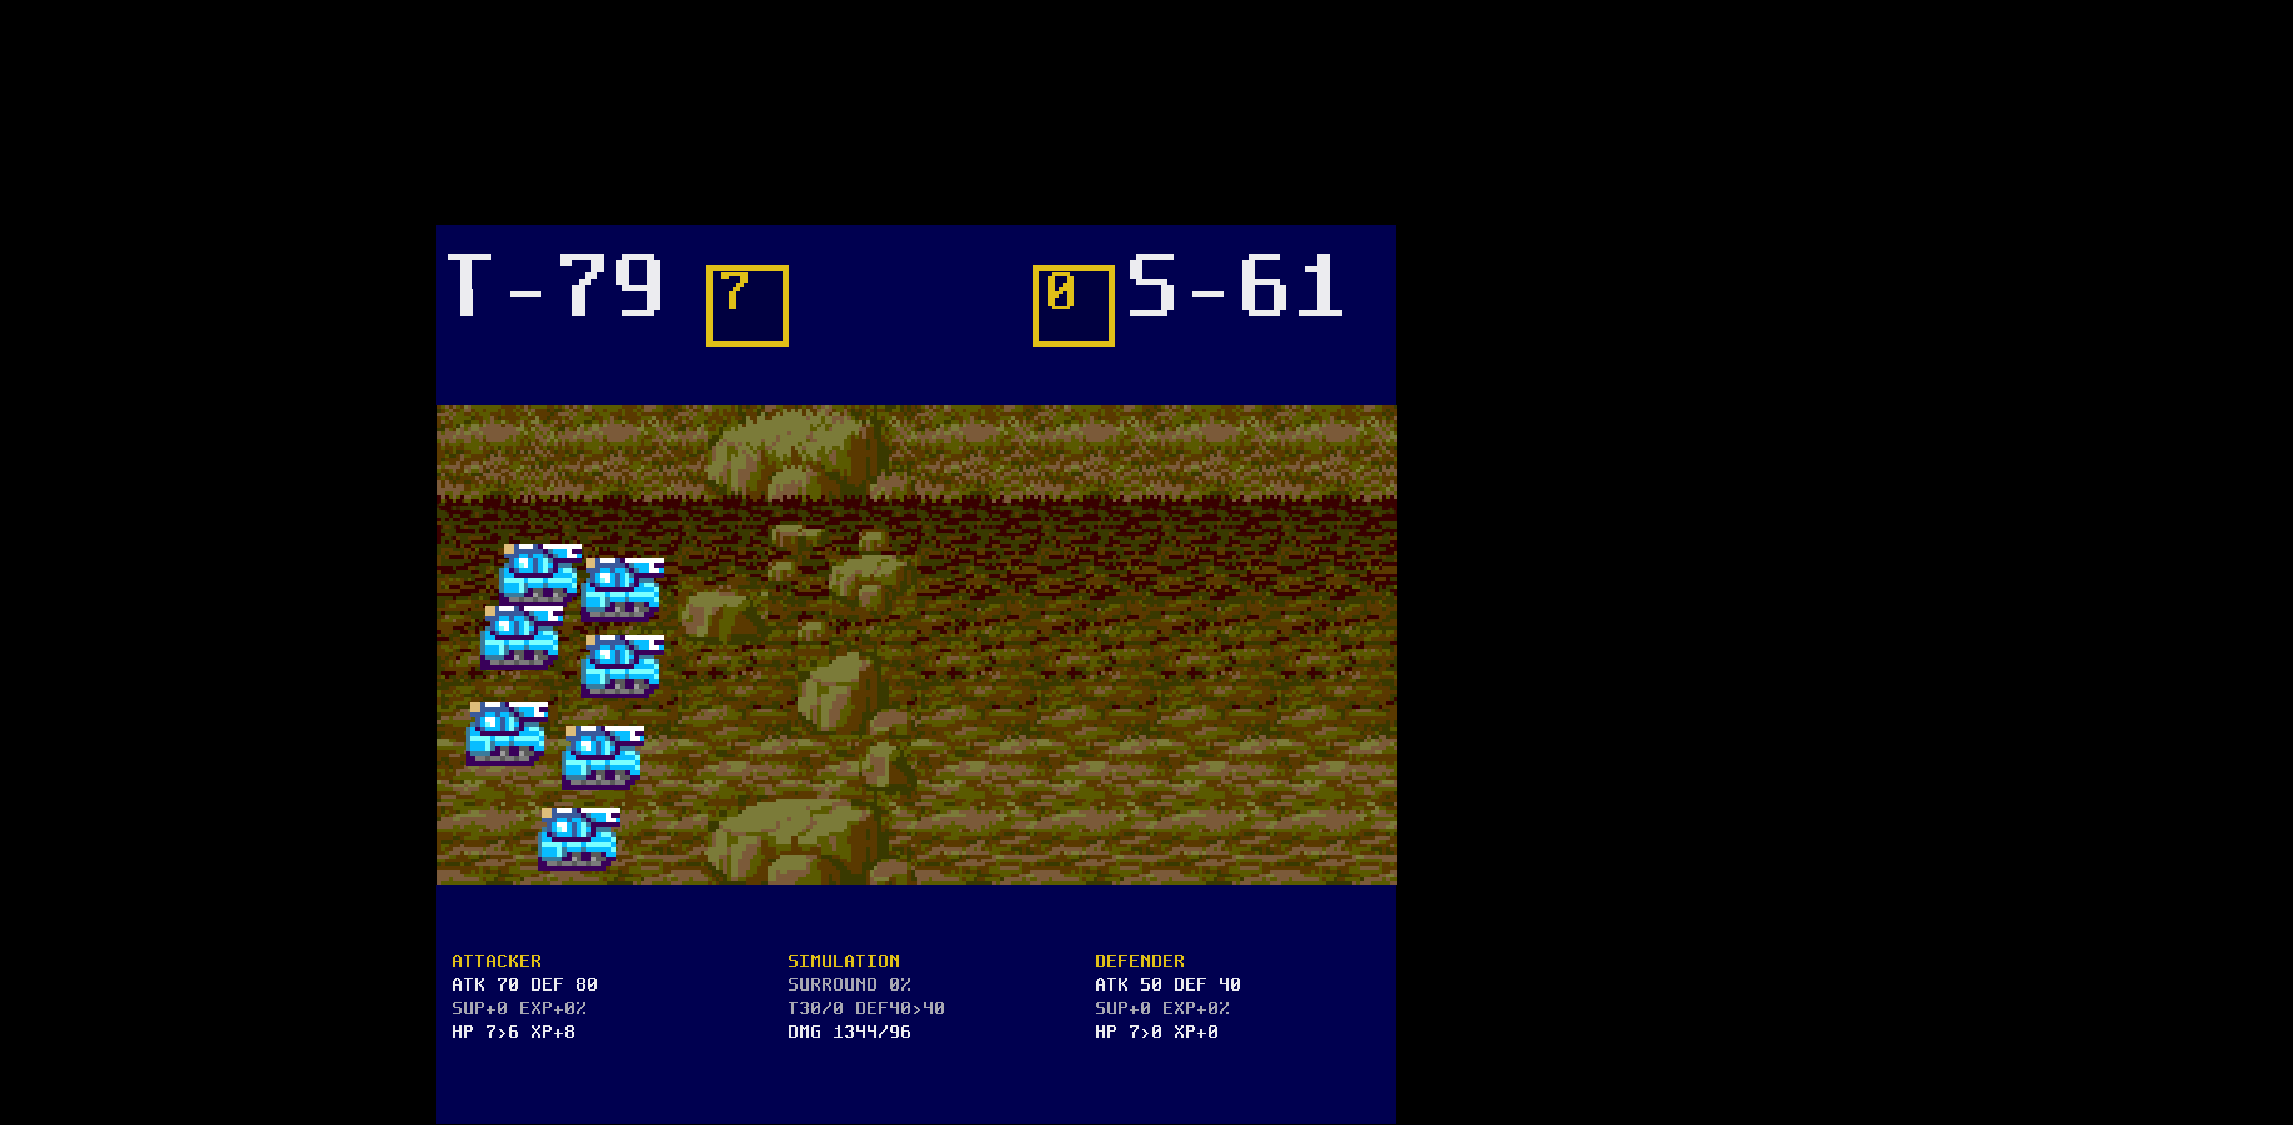 T-79 7 0 S-61
ATTACKER SIMULATION DEFENDER
ATK 70 DEF 80 SURROUND 0% ATK 50 DEF 40
SUP+0 EXP+0% T30/0 DEF40>40 SUP+0 EXP+0%
HP 7>6 XP+8 DMG 1344/96 HP 7>0 XP+0